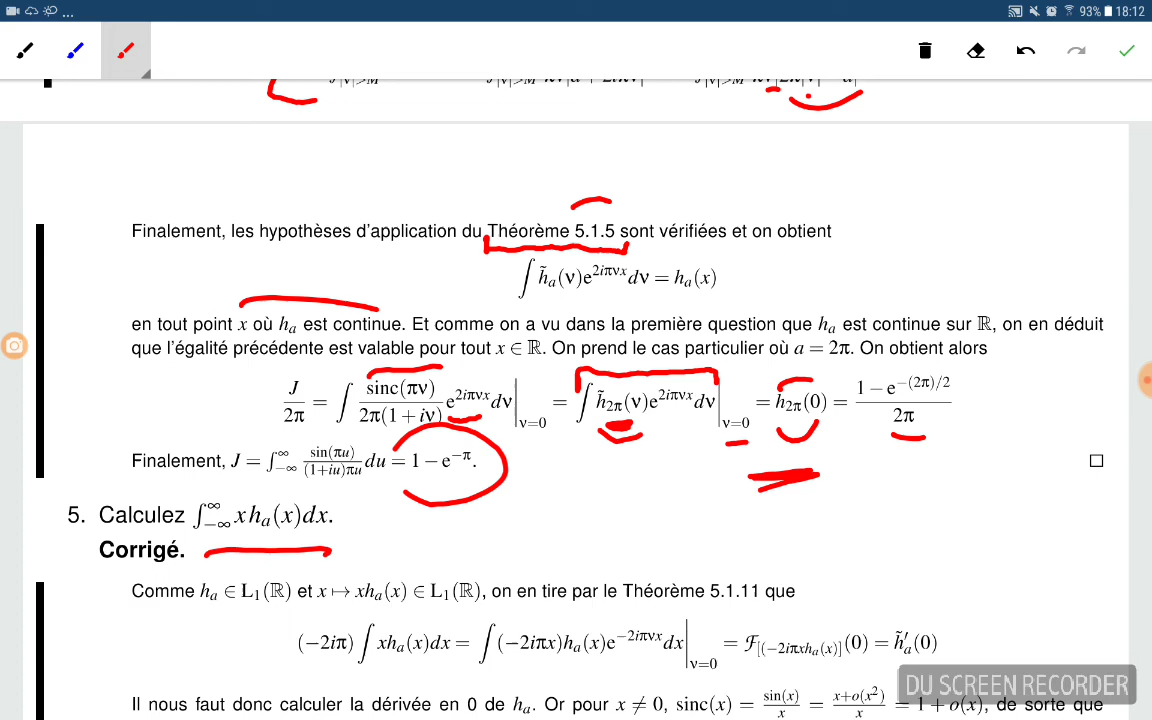 93% 18:12
Finalement, les hypothèses d'application du Théorème 5.1.5 sont vérifiées et on obtient
∫ h̃ₐ(ν)e^{2iπνx}dν = hₐ(x)
en tout point x où hₐ est continue. Et comme on a vu dans la première question que hₐ est continue sur ℝ, on en déduit
que l'égalité précédente est valable pour tout x ∈ ℝ. On prend le cas particulier où a = 2π. On obtient alors
J/2π = ∫ sinc(πν)/2π(1+iν) e^{2iπνx}dν|_{ν=0} = ∫ h̃_{2π}(ν)e^{2iπνx}dν|_{ν=0} = h_{2π}(0) = 1−e^{−(2π)/2}/2π
Finalement, J = ∫_{−∞}^{∞} sin(πu)/(1+iu)πu du = 1−e^{−π}.
5. Calculez ∫_{−∞}^{∞} xhₐ(x)dx.
Corrigé.
Comme hₐ ∈ L₁(ℝ) et x ↦ xhₐ(x) ∈ L₁(ℝ), on en tire par le Théorème 5.1.11 que
(−2iπ) ∫ xhₐ(x)dx = ∫ (−2iπx)hₐ(x)e^{−2iπνx}dx|_{ν=0} = ℱ_{[(−2iπxhₐ(x)]}(0) = h̃′ₐ(0)
Il nous faut donc calculer la dérivée en 0 de hₐ. Or pour x ≠ 0, sinc(x) = sin(x)/x = x+o(x²)/x = 1+o(x), de sorte que
DU SCREEN RECORDER